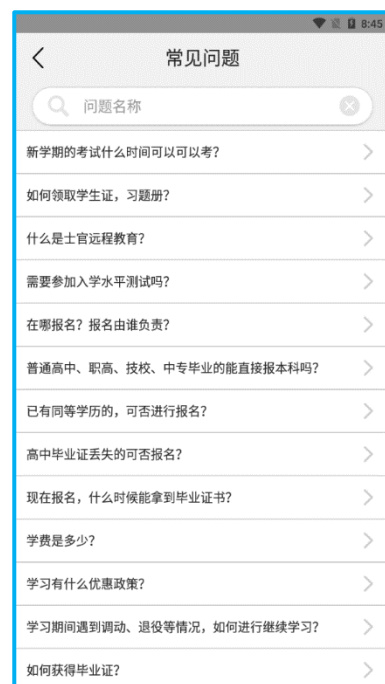 8:45
常见问题
问题名称
新学期的考试什么时间可以可以考？
如何领取学生证，习题册？
什么是士官远程教育？
需要参加入学水平测试吗？
在哪报名？报名由谁负责？
普通高中、职高、技校、中专毕业的能直接报本科吗？
已有同等学历的，可否进行报名？
高中毕业证丢失的可否报名？
现在报名，什么时候能拿到毕业证书？
学费是多少？
学习有什么优惠政策？
学习期间遇到调动、退役等情况，如何进行继续学习？
如何获得毕业证？